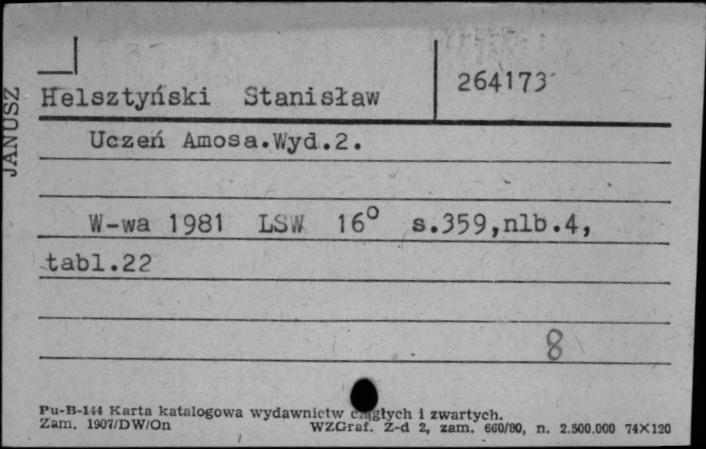 264173
Helsztyński Stanisław
JANUSZ
Uczeń Amosa.Wyd.2.
W-wa 1981 LSW 16° s.359,nlb.4,
tabl.22
8
Pu-B-144 Karta katalogowa wydawnictw ciągłych i zwartych.
Zam. 1907/DW/On WZGraf. Z-d 2, zam. 660/80, n. 2.500.000 74X120